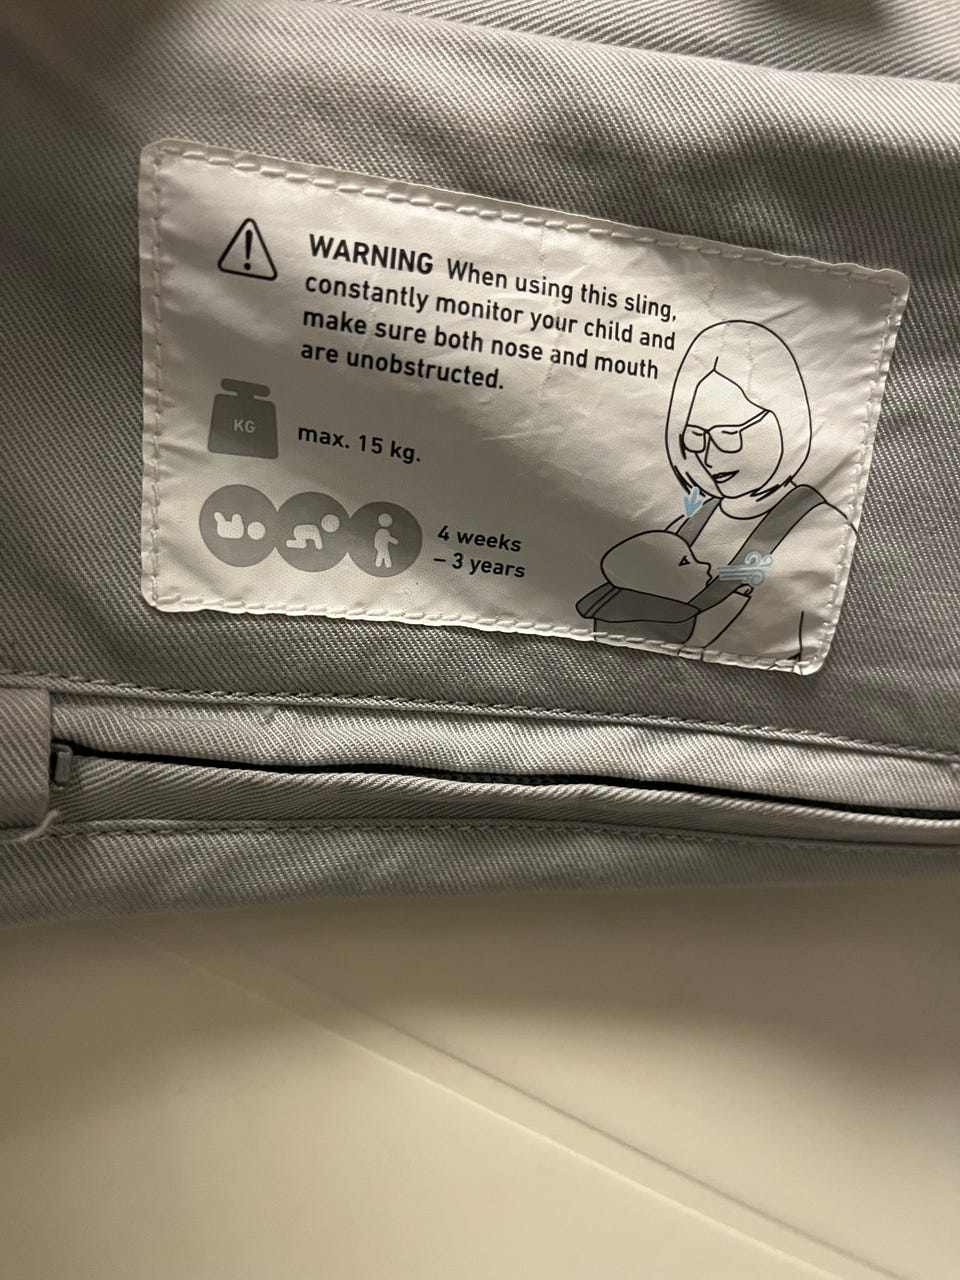 WARNING When using this sling,
constantly monitor your child and
make sure both nose and mouth
are unobstructed.
KG
max. 15 kg.
4 weeks
– 3 years